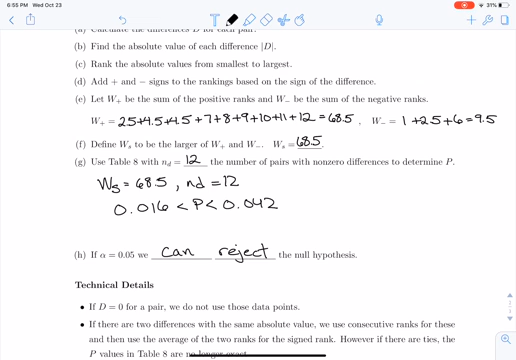 6:55 PM Wed Oct 23
31%
(a) Calculate the differences D for each pair.
(b) Find the absolute value of each difference |D|.
(c) Rank the absolute values from smallest to largest.
(d) Add + and − signs to the rankings based on the sign of the difference.
(e) Let W₊ be the sum of the positive ranks and W₋ be the sum of the negative ranks.
W₊ = 2.5+4.5+4.5+7+8+9+10+11+12=68.5, W₋ = 1+2.5+6=9.5
(f) Define Wₛ to be the larger of W₊ and W₋. Wₛ = 68.5
(g) Use Table 8 with n_d = 12 the number of pairs with nonzero differences to determine P.
Ws = 68.5, nd = 12
0.016 < P < 0.042
(h) If α = 0.05 we can reject the null hypothesis.
Technical Details
• If D = 0 for a pair, we do not use those data points.
• If there are two differences with the same absolute value, we use consecutive ranks for these
and then use the average of the two ranks for the signed rank. However if there are ties, the
P values in Table 8 are no longer exact.